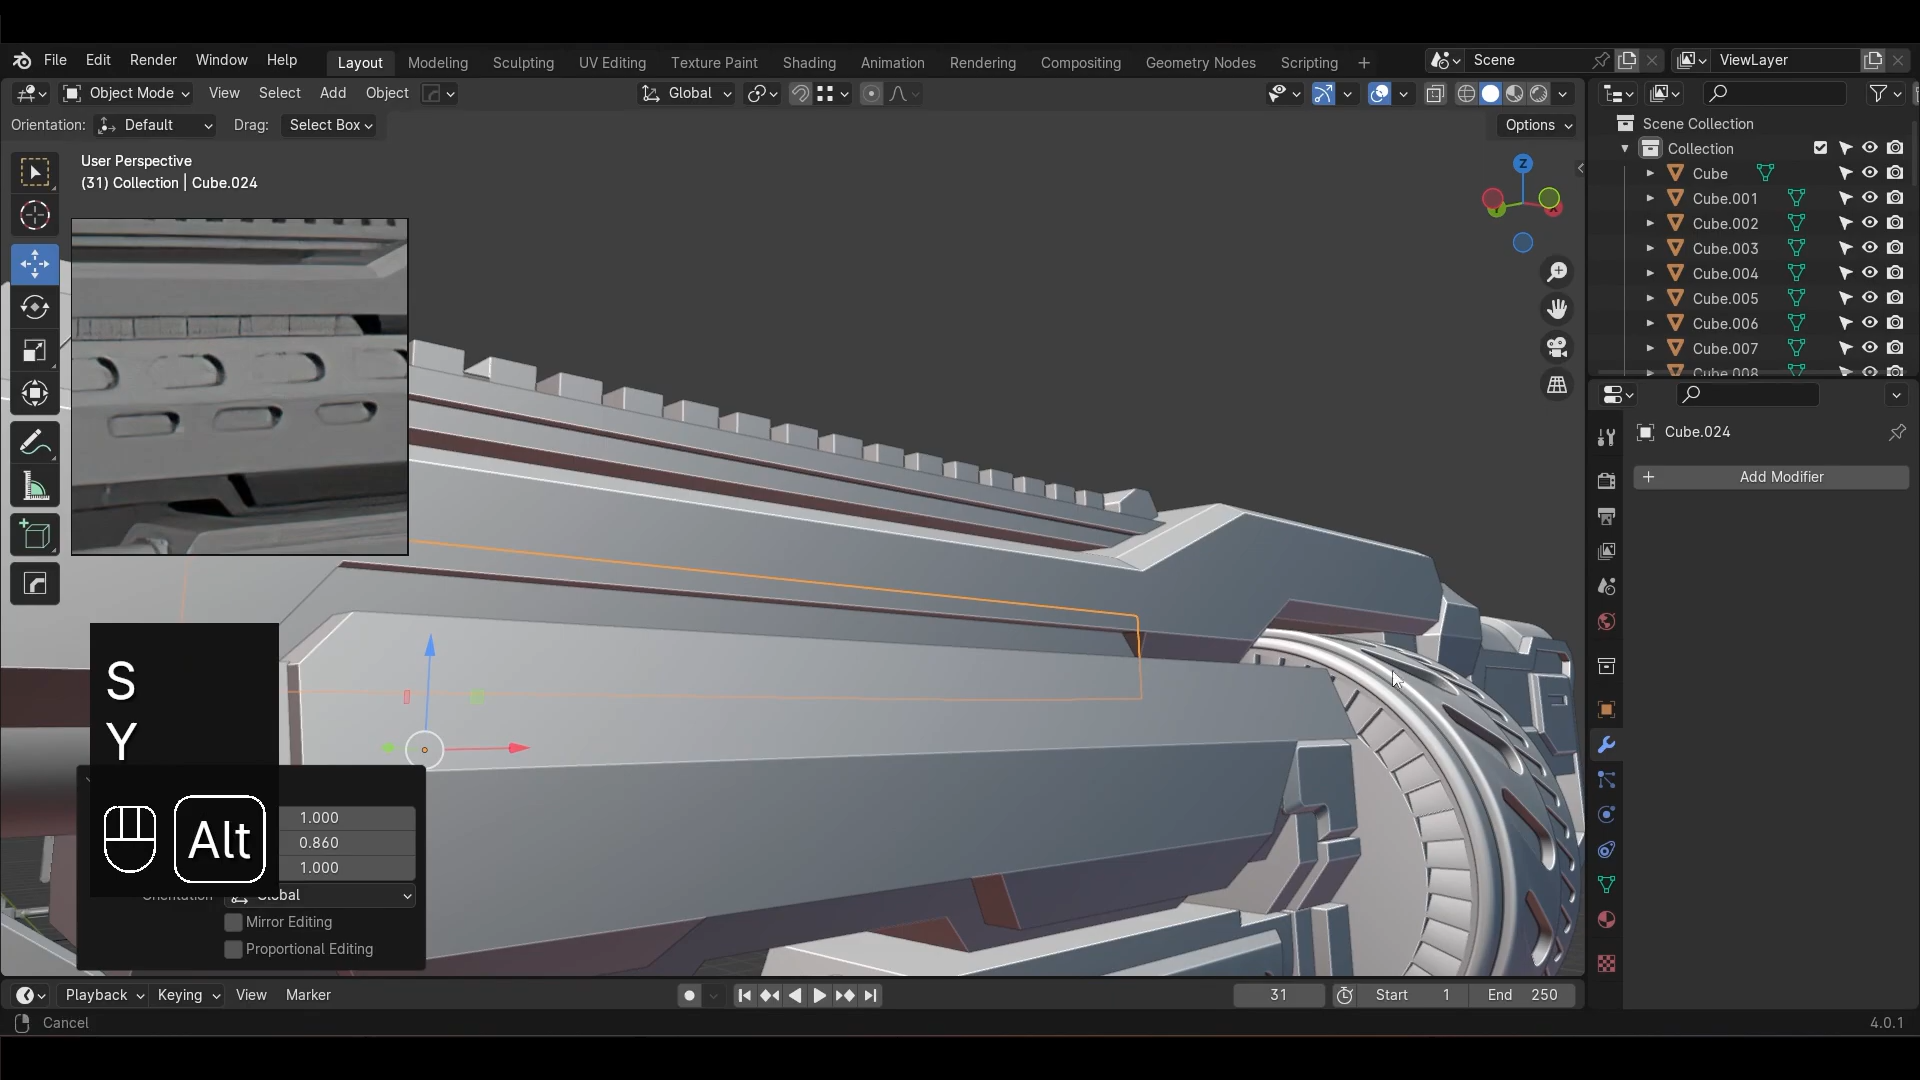 File Edit Render Window Help Layout Modeling Sculpting UV Editing Texture Paint Shading Animation Rendering Compositing Geometry Nodes Scripting + Scene ViewLayer
Object Mode View Select Add Object Global
Orientation: Default Drag: Select Box Options
User Perspective
(31) Collection | Cube.024
Z
Scene Collection
Collection
Cube
Cube.001
Cube.002
Cube.003
Cube.004
Cube.005
Cube.006
Cube.007
Cube.008
Cube.024
+ Add Modifier
S
Y
Alt
1.000
0.860
1.000
Orientation Global
Mirror Editing
Proportional Editing
Playback Keying View Marker 31 Start 1 End 250
Cancel 4.0.1